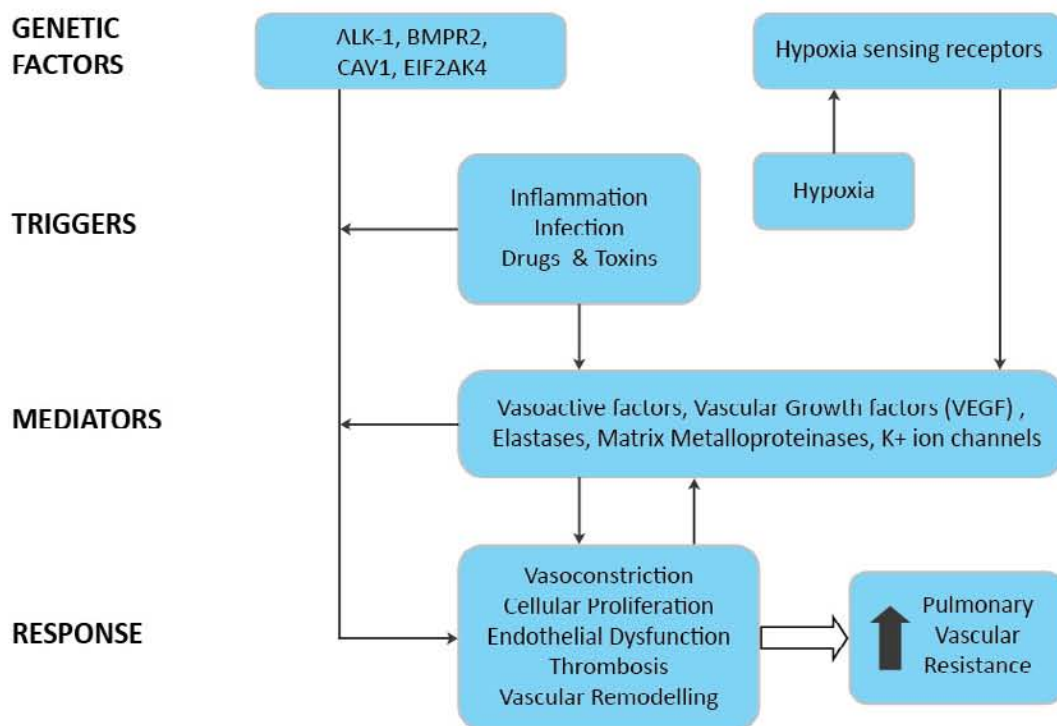 GENETIC
FACTORS
ALK-1, BMPR2,
CAV1, EIF2AK4
Hypoxia sensing receptors
TRIGGERS
Inflammation
Infection
Drugs & Toxins
Hypoxia
MEDIATORS
Vasoactive factors, Vascular Growth factors (VEGF) ,
Elastases, Matrix Metalloproteinases, K+ ion channels
RESPONSE
Vasoconstriction
Cellular Proliferation
Endothelial Dysfunction
Thrombosis
Vascular Remodelling
Pulmonary
Vascular
Resistance